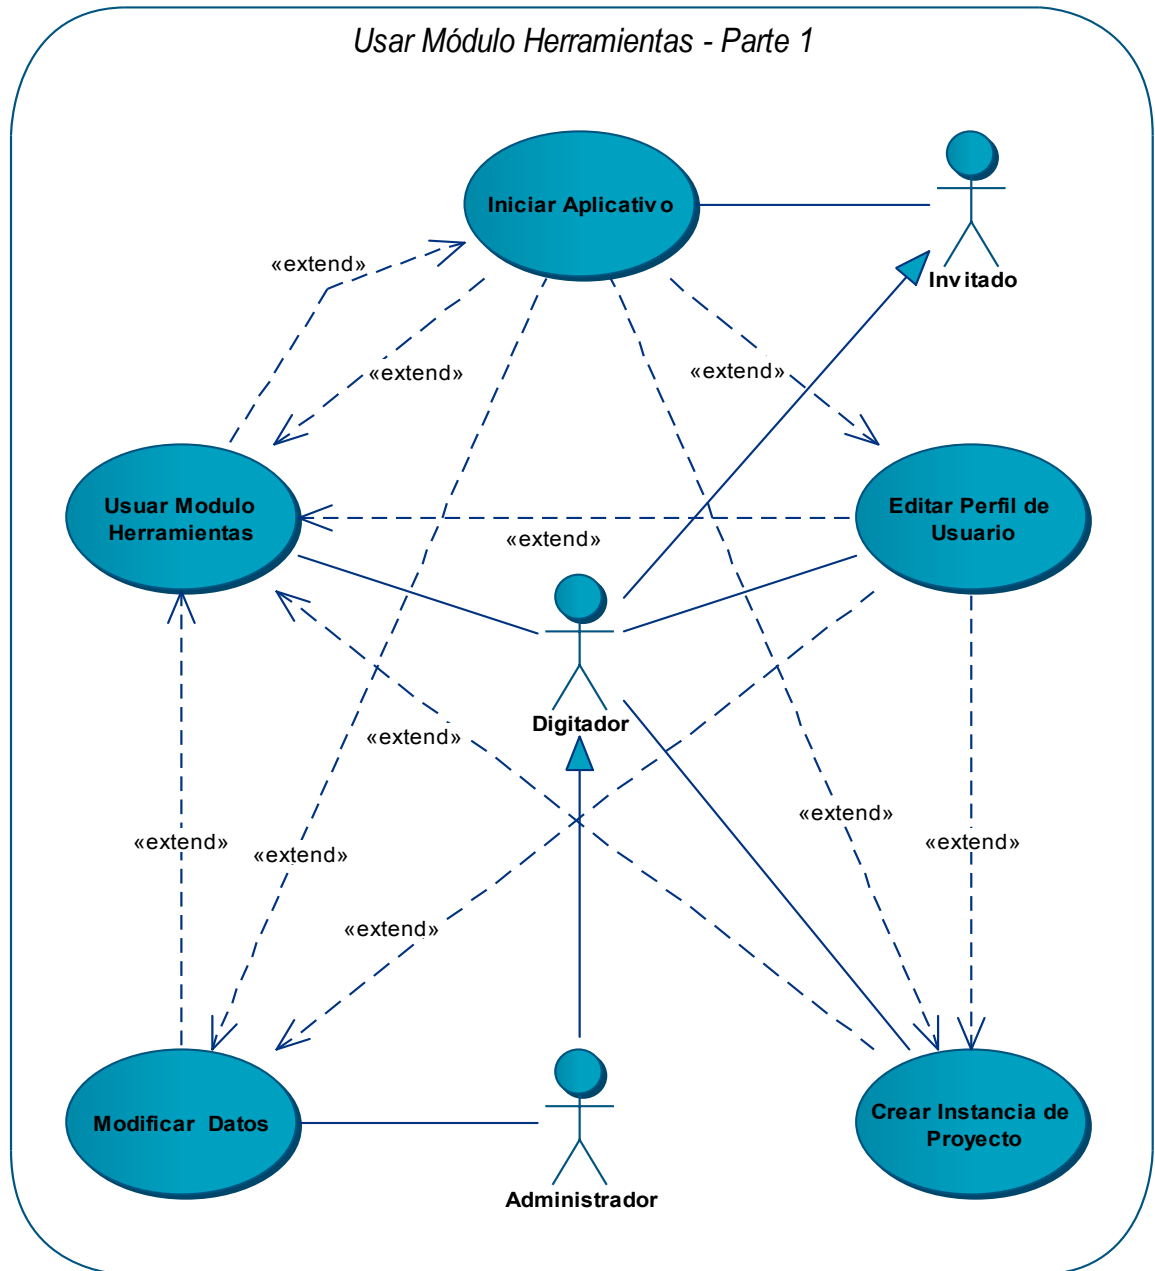 Usar Módulo Herramientas - Parte 1
Iniciar Aplicativo
Invitado
«extend»
«extend»
«extend»
Usar Modulo
Herramientas
Editar Perfil de
Usuario
«extend»
Digitador
«extend»
«extend»
«extend»
«extend»
«extend»
«extend»
Modificar Datos
Crear Instancia de
Proyecto
Administrador